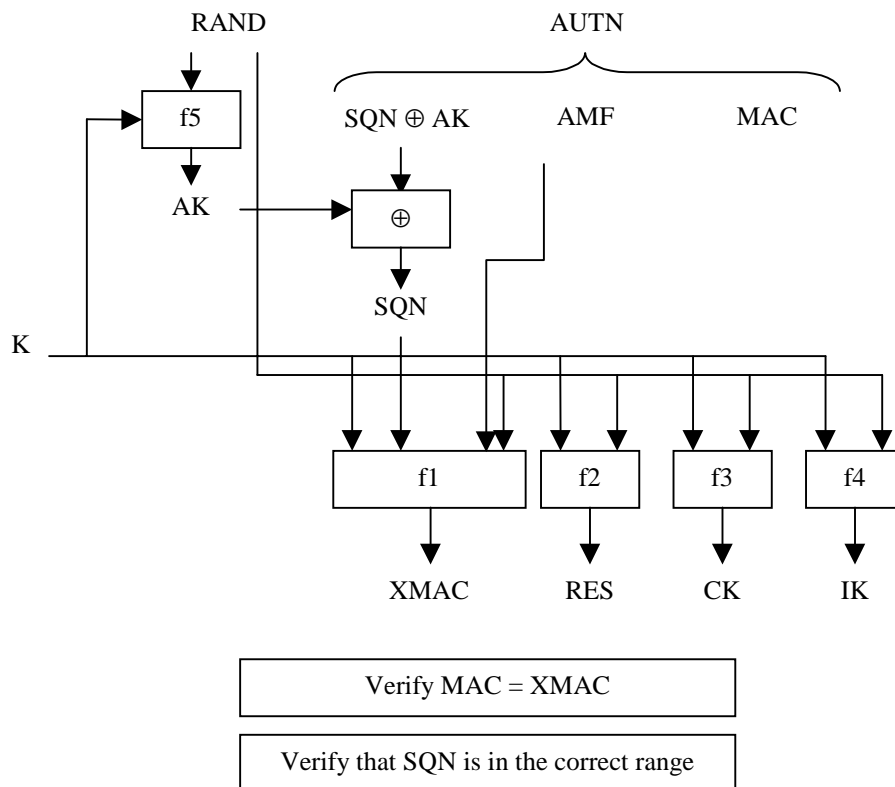 RAND AUTN
f5 SQN ⊕ AK AMF MAC
AK ⊕
SQN
K
f1 f2 f3 f4
XMAC RES CK IK
Verify MAC = XMAC
Verify that SQN is in the correct range